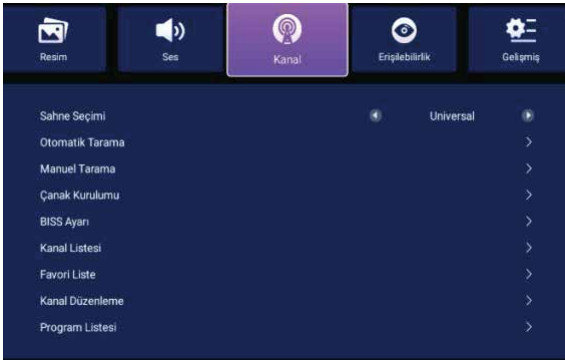 Resim
Ses
Kanal
Erişilebilirlik
Gelişmiş
Sahne Seçimi
Universal
Otomatik Tarama
Manuel Tarama
Çanak Kurulumu
BISS Ayarı
Kanal Listesi
Favori Liste
Kanal Düzenleme
Program Listesi